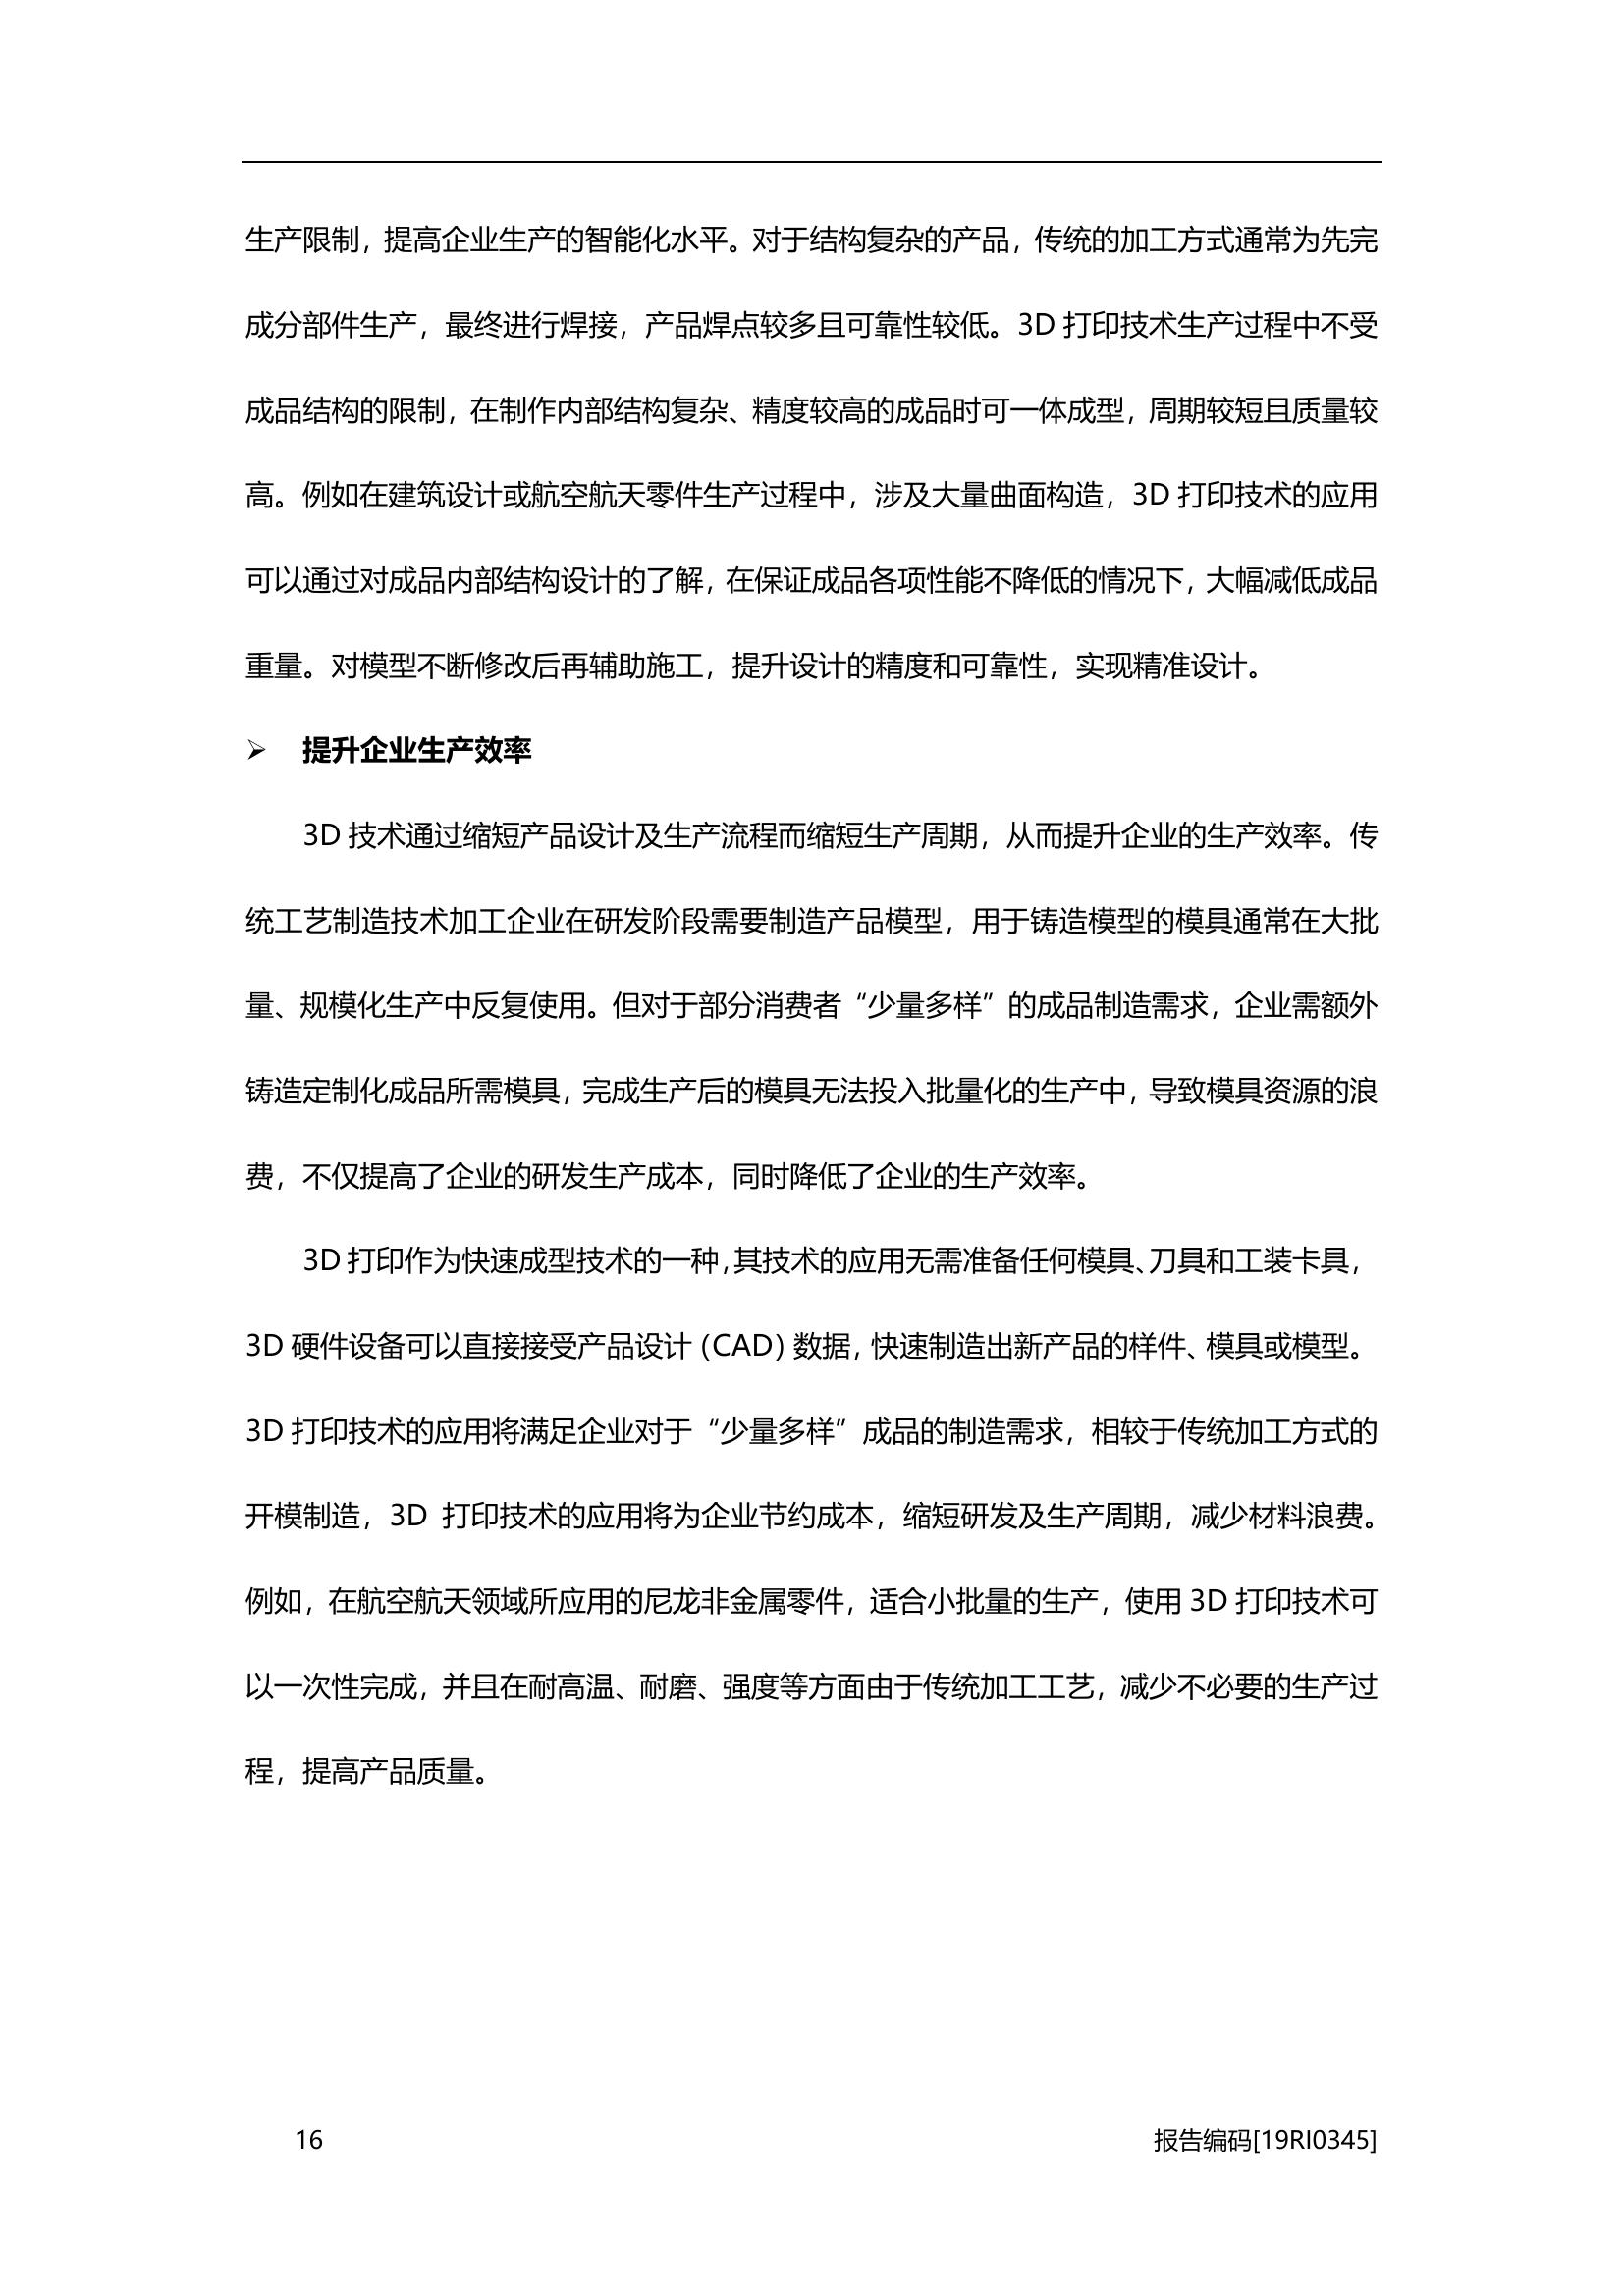 生产限制，提高企业生产的智能化水平。对于结构复杂的产品，传统的加工方式通常为先完
成分部件生产，最终进行焊接，产品焊点较多且可靠性较低。3D 打印技术生产过程中不受
成品结构的限制，在制作内部结构复杂、精度较高的成品时可一体成型，周期较短且质量较
高。例如在建筑设计或航空航天零件生产过程中，涉及大量曲面构造，3D 打印技术的应用
可以通过对成品内部结构设计的了解，在保证成品各项性能不降低的情况下，大幅减低成品
重量。对模型不断修改后再辅助施工，提升设计的精度和可靠性，实现精准设计。
➢ 提升企业生产效率
3D 技术通过缩短产品设计及生产流程而缩短生产周期，从而提升企业的生产效率。传
统工艺制造技术加工企业在研发阶段需要制造产品模型，用于铸造模型的模具通常在大批
量、规模化生产中反复使用。但对于部分消费者“少量多样”的成品制造需求，企业需额外
铸造定制化成品所需模具，完成生产后的模具无法投入批量化的生产中，导致模具资源的浪
费，不仅提高了企业的研发生产成本，同时降低了企业的生产效率。
3D 打印作为快速成型技术的一种，其技术的应用无需准备任何模具、刀具和工装卡具，
3D 硬件设备可以直接接受产品设计（CAD）数据，快速制造出新产品的样件、模具或模型。
3D 打印技术的应用将满足企业对于“少量多样”成品的制造需求，相较于传统加工方式的
开模制造，3D 打印技术的应用将为企业节约成本，缩短研发及生产周期，减少材料浪费。
例如，在航空航天领域所应用的尼龙非金属零件，适合小批量的生产，使用 3D 打印技术可
以一次性完成，并且在耐高温、耐磨、强度等方面由于传统加工工艺，减少不必要的生产过
程，提高产品质量。
16
报告编码[19RI0345]